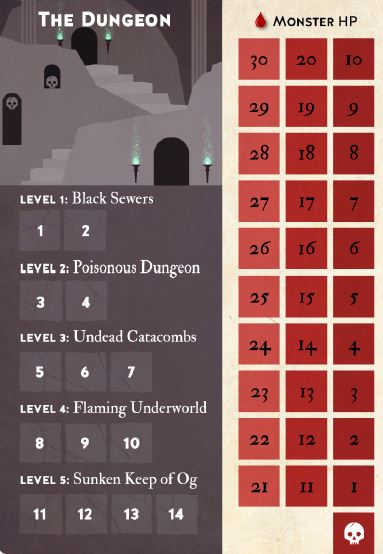 The Dungeon
Level 1: Black Sewers
1 2
Level 2: Poisonous Dungeon
3 4
Level 3: Undead Catacombs
5 6 7
Level 4: Flaming Underworld
8 9 10
Level 5: Sunken Keep of Og
11 12 13 14
Monster HP
30 20 10
29 19 9
28 18 8
27 17 7
26 16 6
25 15 5
24 14 4
23 13 3
22 12 2
21 11 1